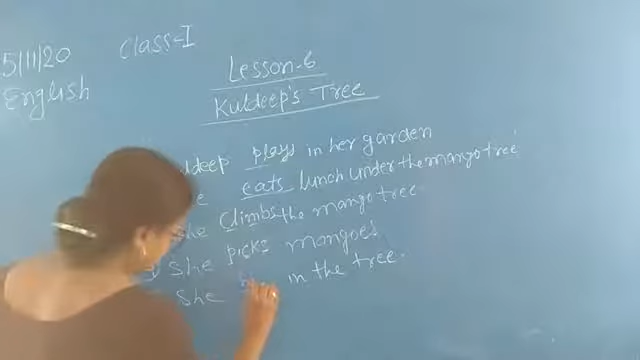 5/11/20 Class-I
English
Lesson-6
Kuldeep's Tree
plays in her garden
eats lunch under the mango tree
She Climbs the mango tree
She picks mangoes
She in the tree.